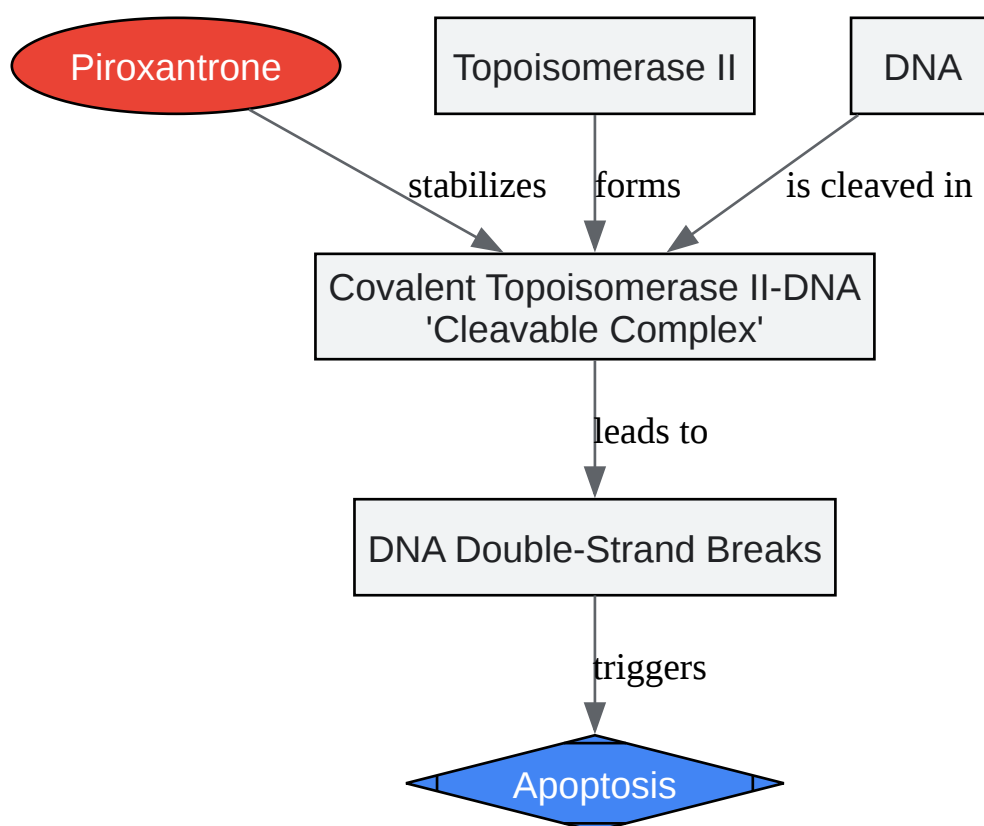 Piroxantrone
Topoisomerase II
DNA
stabilizes
forms
is cleaved in
Covalent Topoisomerase II-DNA
'Cleavable Complex'
leads to
DNA Double-Strand Breaks
triggers
Apoptosis